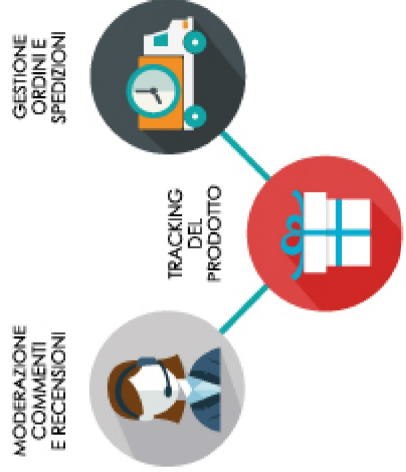 MODERAZIONE
COMMENTI
E RECENSIONI
TRACKING
DEL
PRODOTTO
GESTIONE
ORDINI E
SPEDIZIONI